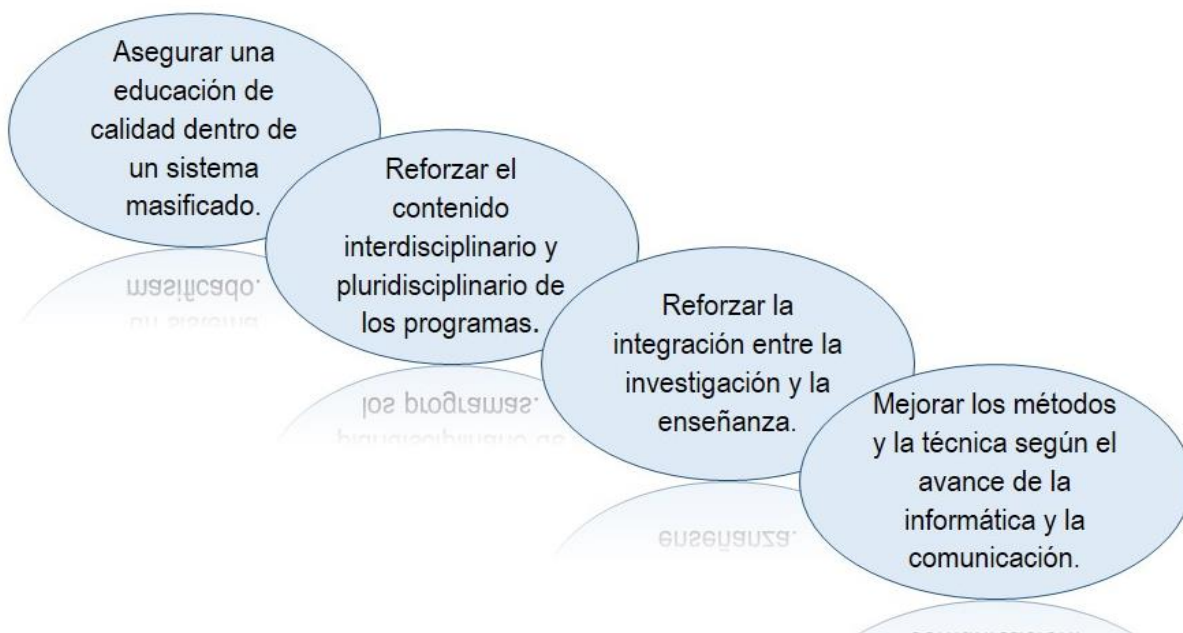 Asegurar una
educación de
calidad dentro de
un sistema
masificado.
Reforzar el
contenido
interdisciplinario y
pluridisciplinario de
los programas.
Reforzar la
integración entre la
investigación y la
enseñanza.
Mejorar los métodos
y la técnica según el
avance de la
informática y la
comunicación.